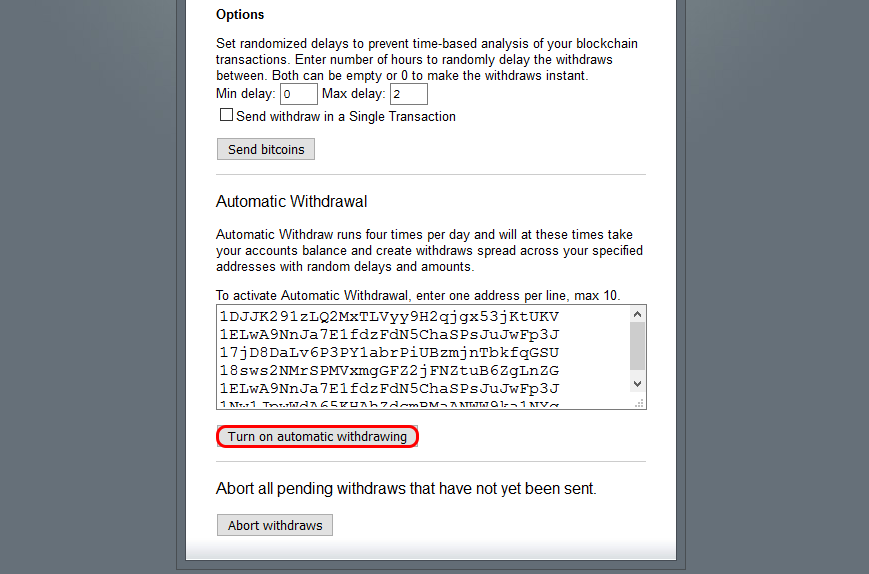 Options
Set randomized delays to prevent time-based analysis of your blockchain
transactions. Enter number of hours to randomly delay the withdraws
between. Both can be empty or 0 to make the withdraws instant.
Min delay: 0 Max delay: 2
Send withdraw in a Single Transaction
Send bitcoins
Automatic Withdrawal
Automatic Withdraw runs four times per day and will at these times take
your accounts balance and create withdraws spread across your specified
addresses with random delays and amounts.
To activate Automatic Withdrawal, enter one address per line, max 10.
1DJJK291zLQ2MxTLVyy9H2qjgx53jKtUKV
1ELwA9NnJa7E1fdzFdN5ChaSPsJuJwFp3J
17jD8DaLv6P3PY1abrPiUBzmjnTbkfqGSU
18sws2NMrSPMVxmgGFZ2jFNZtuB6ZgLnZG
1ELwA9NnJa7E1fdzFdN5ChaSPsJuJwFp3J
Turn on automatic withdrawing
Abort all pending withdraws that have not yet been sent.
Abort withdraws